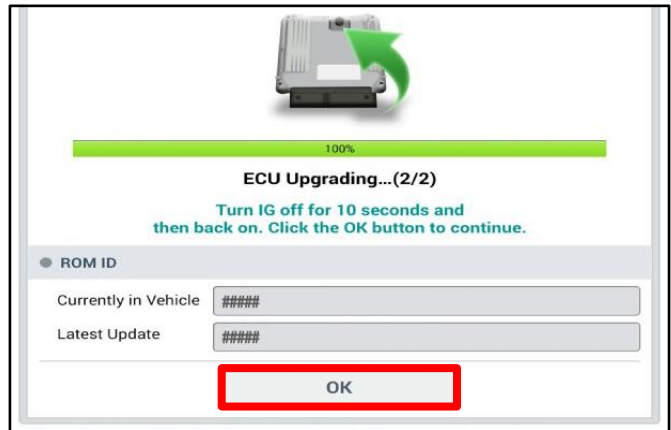 100%
ECU Upgrading...(2/2)
Turn IG off for 10 seconds and
then back on. Click the OK button to continue.
ROM ID
Currently in Vehicle #####
Latest Update #####
OK